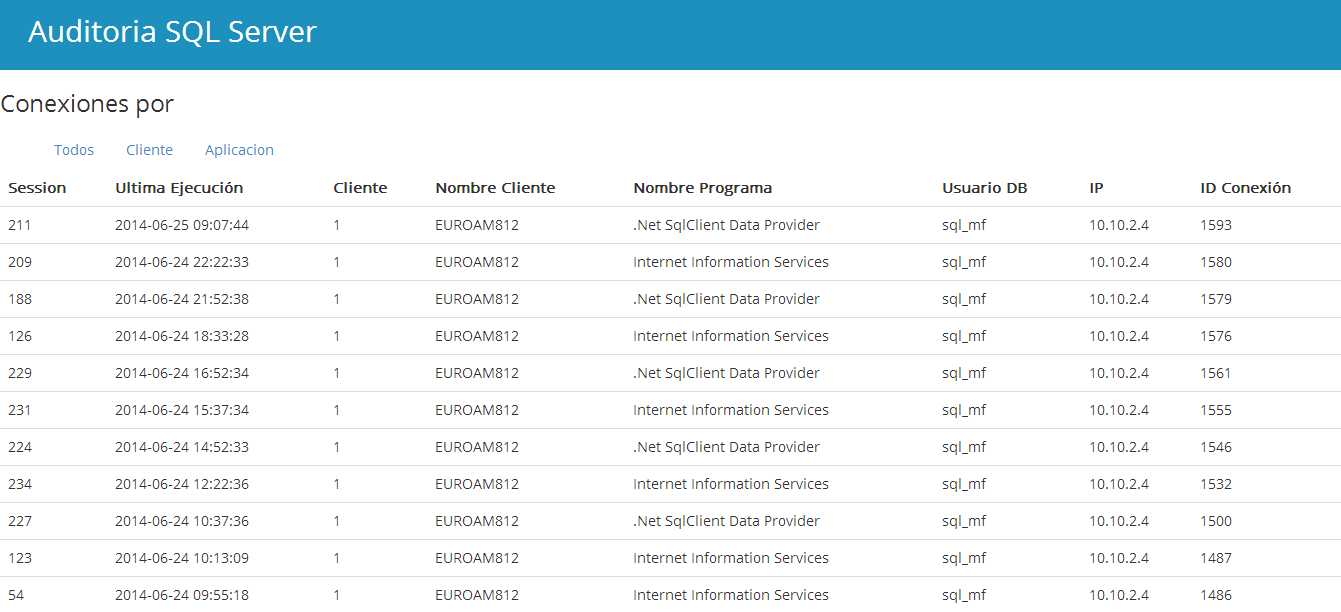 Auditoria SQL Server
Conexiones por
Todos Cliente Aplicacion
Session Ultima Ejecución Cliente Nombre Cliente Nombre Programa Usuario DB IP ID Conexión
211 2014-06-25 09:07:44 1 EUROAM812 .Net SqlClient Data Provider sql_mf 10.10.2.4 1593
209 2014-06-24 22:22:33 1 EUROAM812 Internet Information Services sql_mf 10.10.2.4 1580
188 2014-06-24 21:52:38 1 EUROAM812 .Net SqlClient Data Provider sql_mf 10.10.2.4 1579
126 2014-06-24 18:33:28 1 EUROAM812 Internet Information Services sql_mf 10.10.2.4 1576
229 2014-06-24 16:52:34 1 EUROAM812 .Net SqlClient Data Provider sql_mf 10.10.2.4 1561
231 2014-06-24 15:37:34 1 EUROAM812 Internet Information Services sql_mf 10.10.2.4 1555
224 2014-06-24 14:52:33 1 EUROAM812 .Net SqlClient Data Provider sql_mf 10.10.2.4 1546
234 2014-06-24 12:22:36 1 EUROAM812 Internet Information Services sql_mf 10.10.2.4 1532
227 2014-06-24 10:37:36 1 EUROAM812 .Net SqlClient Data Provider sql_mf 10.10.2.4 1500
123 2014-06-24 10:13:09 1 EUROAM812 Internet Information Services sql_mf 10.10.2.4 1487
54 2014-06-24 09:55:18 1 EUROAM812 Internet Information Services sql_mf 10.10.2.4 1486